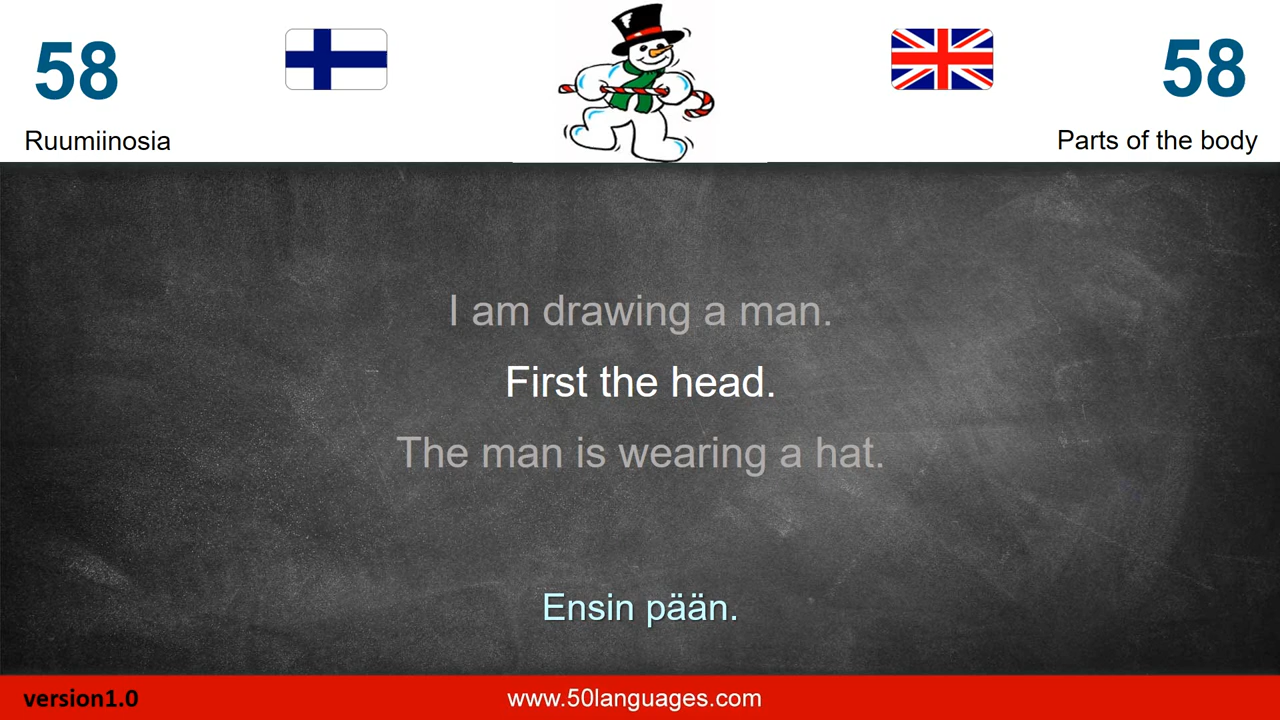 58
58
Ruumiinosia
Parts of the body
I am drawing a man.
First the head.
The man is wearing a hat.
Ensin pään.
version1.0
www.50languages.com